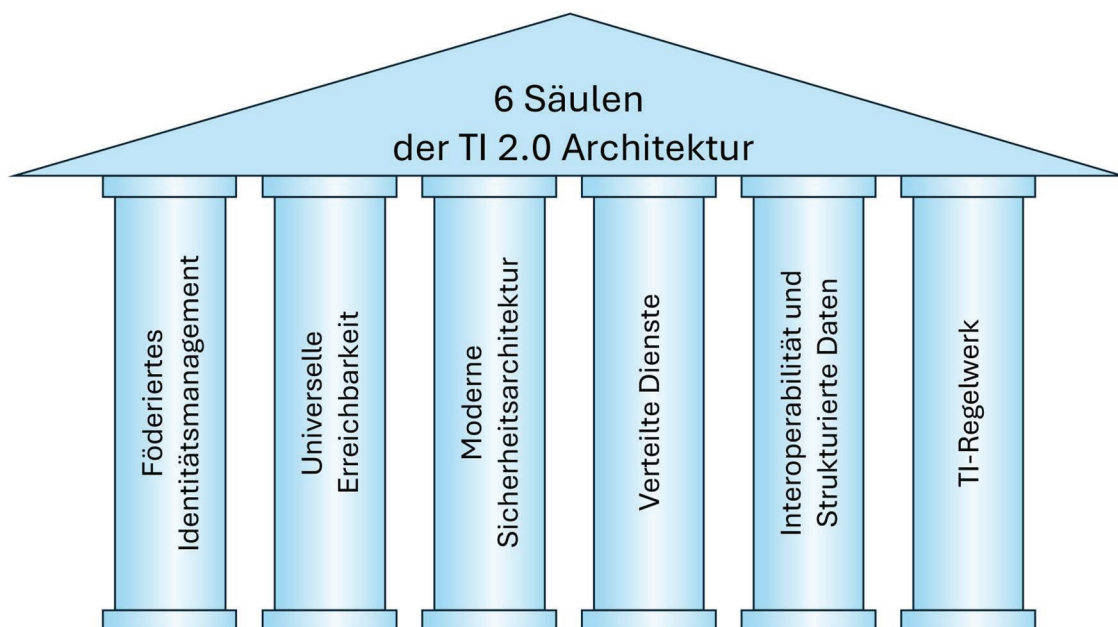 6 Säulen
der TI 2.0 Architektur
Föderiertes
Identitätsmanagement
Universelle
Erreichbarkeit
Moderne
Sicherheitsarchitektur
Verteilte Dienste
Interoperabilität und
Strukturierte Daten
TI-Regelwerk